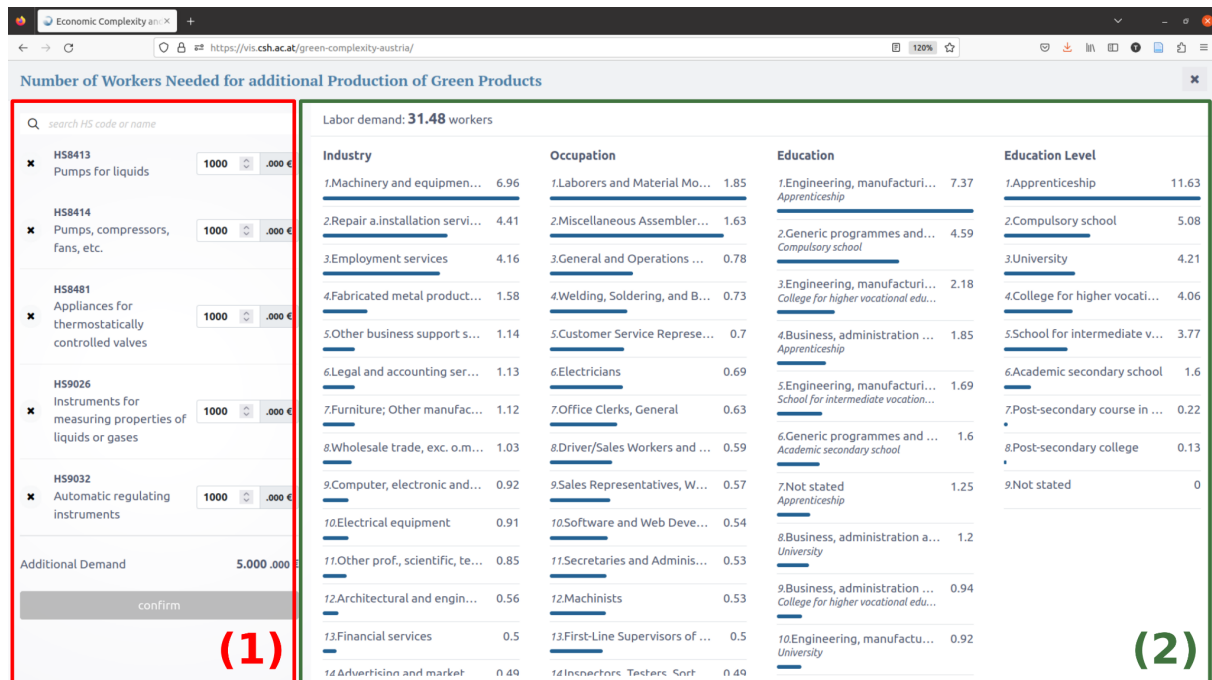 Economic Complexity an
https://vis.csh.ac.at/green-complexity-austria/
120%
Number of Workers Needed for additional Production of Green Products
search HS code or name
HS8413
Pumps for liquids
1000 .000 €
HS8414
Pumps, compressors,
fans, etc.
1000 .000 €
HS8481
Appliances for
thermostatically
controlled valves
1000 .000 €
HS9026
Instruments for
measuring properties of
liquids or gases
1000 .000 €
HS9032
Automatic regulating
instruments
1000 .000 €
Additional Demand 5.000 .000 €
confirm
(1)
Labor demand: 31.48 workers
Industry
1.Machinery and equipmen... 6.96
2.Repair a.installation servi... 4.41
3.Employment services 4.16
4.Fabricated metal product... 1.58
5.Other business support s... 1.14
6.Legal and accounting ser... 1.13
7.Furniture; Other manufac... 1.12
8.Wholesale trade, exc. o.m... 1.03
9.Computer, electronic and... 0.92
10.Electrical equipment 0.91
11.Other prof., scientific, te... 0.85
12.Architectural and engin... 0.56
13.Financial services 0.5
14.Advertising and market 0.49
Occupation
1.Laborers and Material Mo... 1.85
2.Miscellaneous Assembler... 1.63
3.General and Operations ... 0.78
4.Welding, Soldering, and B... 0.73
5.Customer Service Represe... 0.7
6.Electricians 0.69
7.Office Clerks, General 0.63
8.Driver/Sales Workers and ... 0.59
9.Sales Representatives, W... 0.57
10.Software and Web Deve... 0.54
11.Secretaries and Adminis... 0.53
12.Machinists 0.53
13.First-Line Supervisors of ... 0.5
14.Inspectors, Testers, Sort 0.49
Education
1.Engineering, manufacturi... 7.37
Apprenticeship
2.Generic programmes and... 4.59
Compulsory school
3.Engineering, manufacturi... 2.18
College for higher vocational edu...
4.Business, administration ... 1.85
Apprenticeship
5.Engineering, manufacturi... 1.69
School for intermediate vocation...
6.Generic programmes and ... 1.6
Academic secondary school
7.Not stated 1.25
Apprenticeship
8.Business, administration a... 1.2
University
9.Business, administration ... 0.94
College for higher vocational edu...
10.Engineering, manufactu... 0.92
University
Education Level
1.Apprenticeship 11.63
2.Compulsory school 5.08
3.University 4.21
4.College for higher vocati... 4.06
5.School for intermediate v... 3.77
6.Academic secondary school 1.6
7.Post-secondary course in ... 0.22
8.Post-secondary college 0.13
9.Not stated 0
(2)